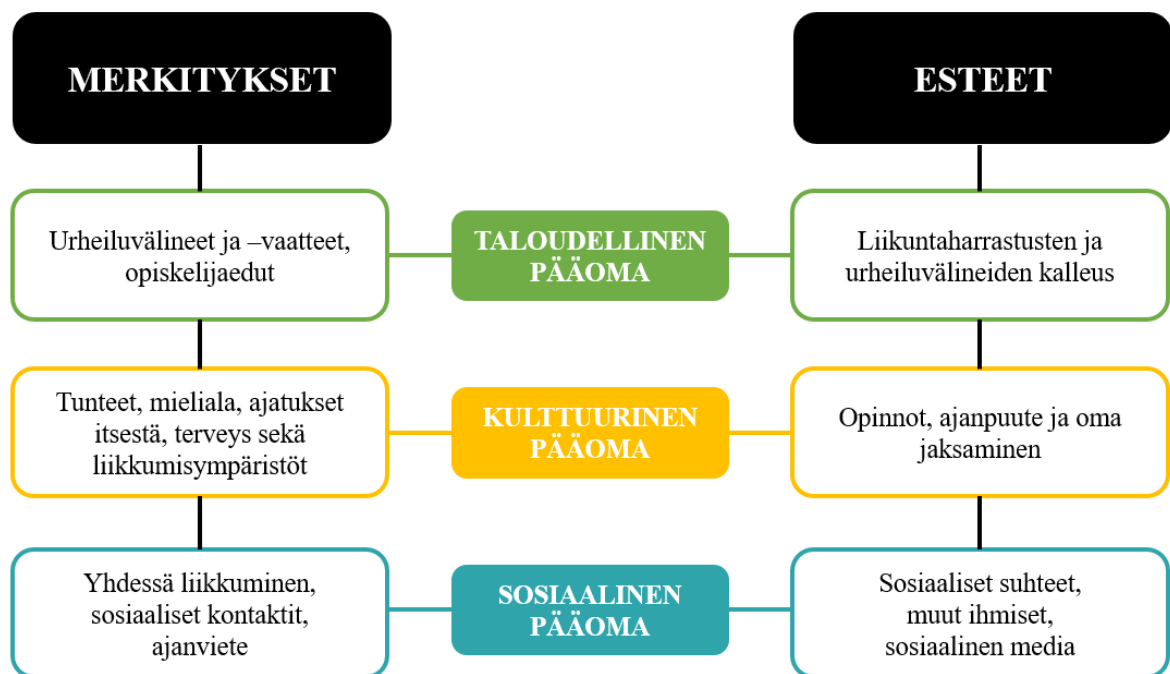 MERKITYKSET
ESTEET
Urheiluvälineet ja –vaatteet,
opiskelijaedut
TALOUDELLINEN
PÄÄOMA
Liikuntaharrastusten ja
urheiluvälineiden kalleus
Tunteet, mieliala, ajatukset
itsestä, terveys sekä
liikkumisympäristöt
KULTTUURINEN
PÄÄOMA
Opinnot, ajanpuute ja oma
jaksaminen
Yhdessä liikkuminen,
sosiaaliset kontaktit,
ajanviete
SOSIAALINEN
PÄÄOMA
Sosiaaliset suhteet,
muut ihmiset,
sosiaalinen media